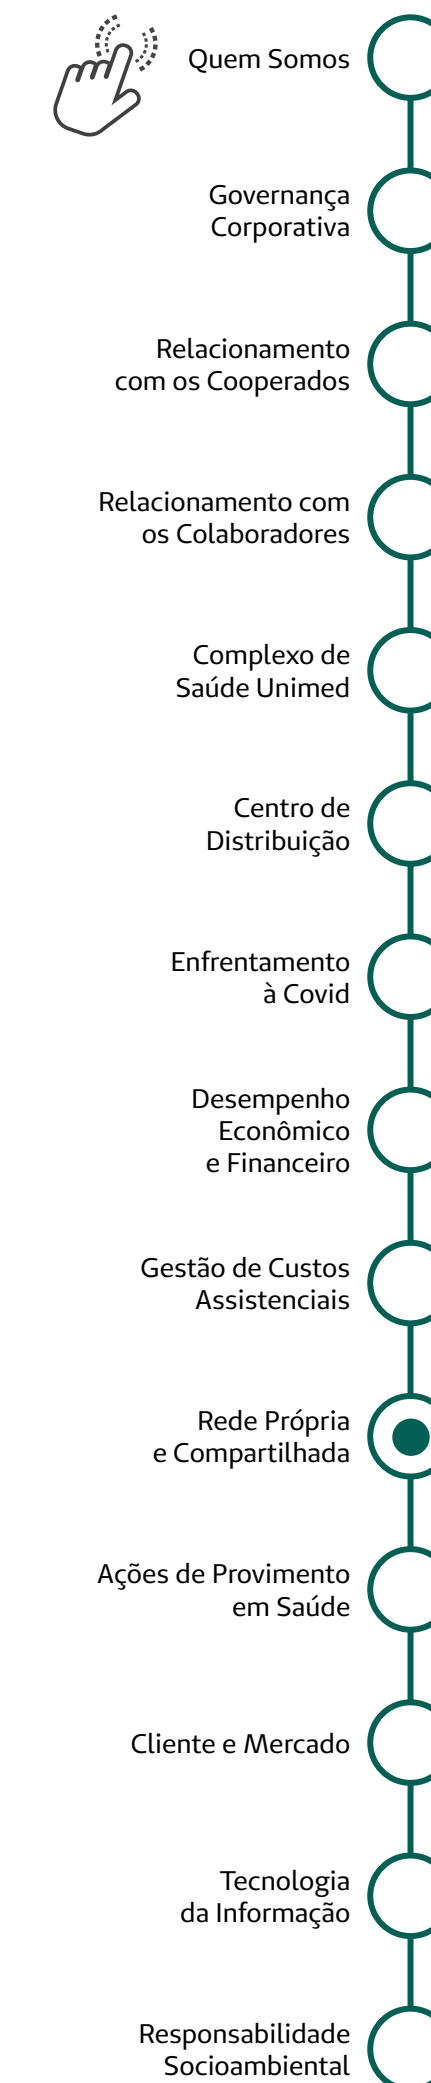 Quem Somos
Governança
Corporativa
Relacionamento
com os Cooperados
Relacionamento com
os Colaboradores
Complexo de
Saúde Unimed
Centro de
Distribuição
Enfrentamento
à Covid
Desempenho
Econômico
e Financeiro
Gestão de Custos
Assistenciais
Rede Própria
e Compartilhada
Ações de Provimento
em Saúde
Cliente e Mercado
Tecnologia
da Informação
Responsabilidade
Socioambiental